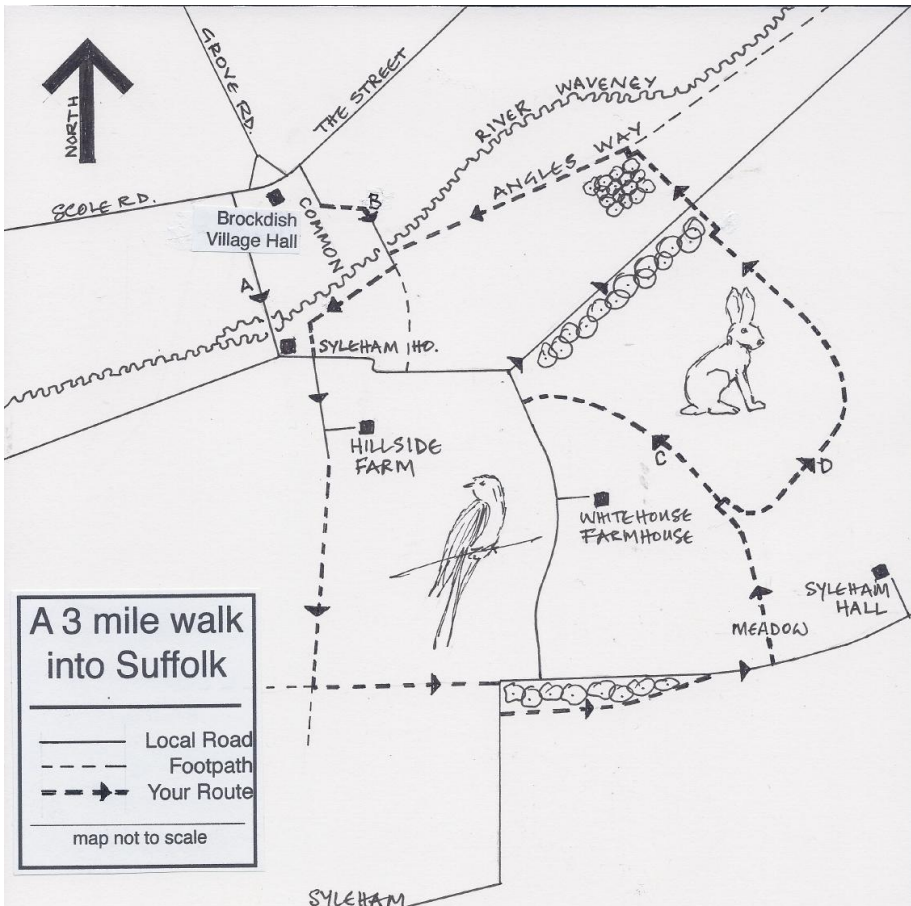 NORTH
GROVE RD.
THE STREET
RIVER WAVENEY
ANGLES WAY
SCOLE RD.
Brockdish
Village Hall
COMMON
B
A
SYLEHAM HO.
HILLSIDE
FARM
C
D
WHITEHOUSE
FARMHOUSE
SYLEHAM
HALL
MEADOW
A 3 mile walk
into Suffolk
Local Road
Footpath
Your Route
map not to scale
SYLEHAM